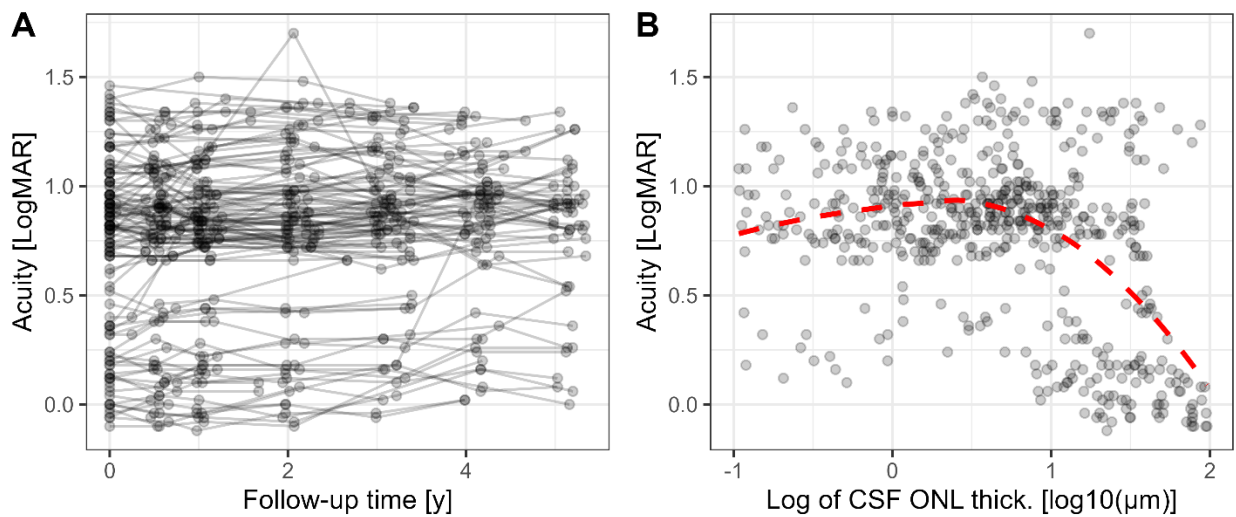 A
B
Acuity [LogMAR]
1.5
1.0
0.5
0.0
0
2
4
Follow-up time [y]
Acuity [LogMAR]
1.5
1.0
0.5
0.0
-1
0
1
2
Log of CSF ONL thick. [log10(μm)]